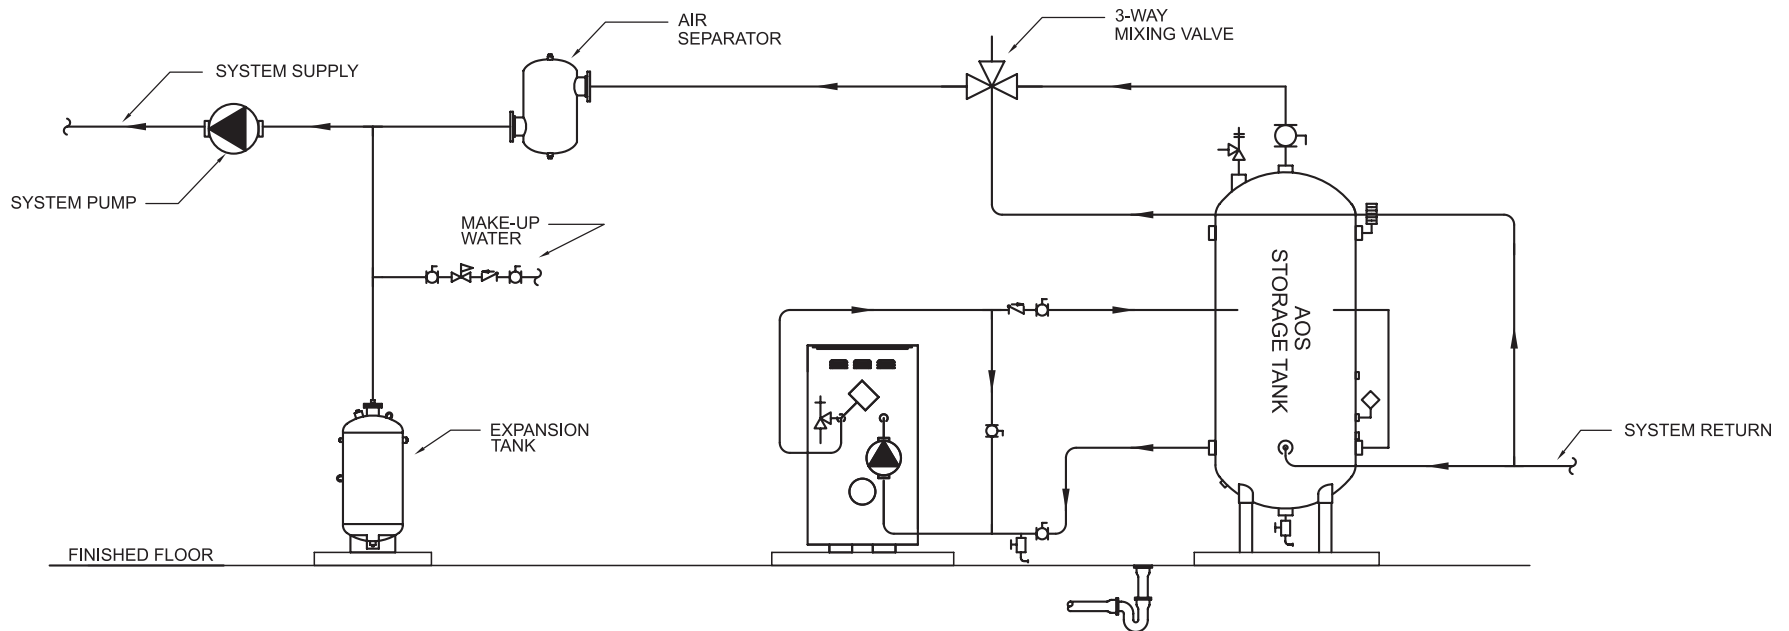 AIR
SEPARATOR
3-WAY
MIXING VALVE
SYSTEM SUPPLY
SYSTEM PUMP
MAKE-UP
WATER
AOS
STORAGE TANK
EXPANSION
TANK
SYSTEM RETURN
FINISHED FLOOR